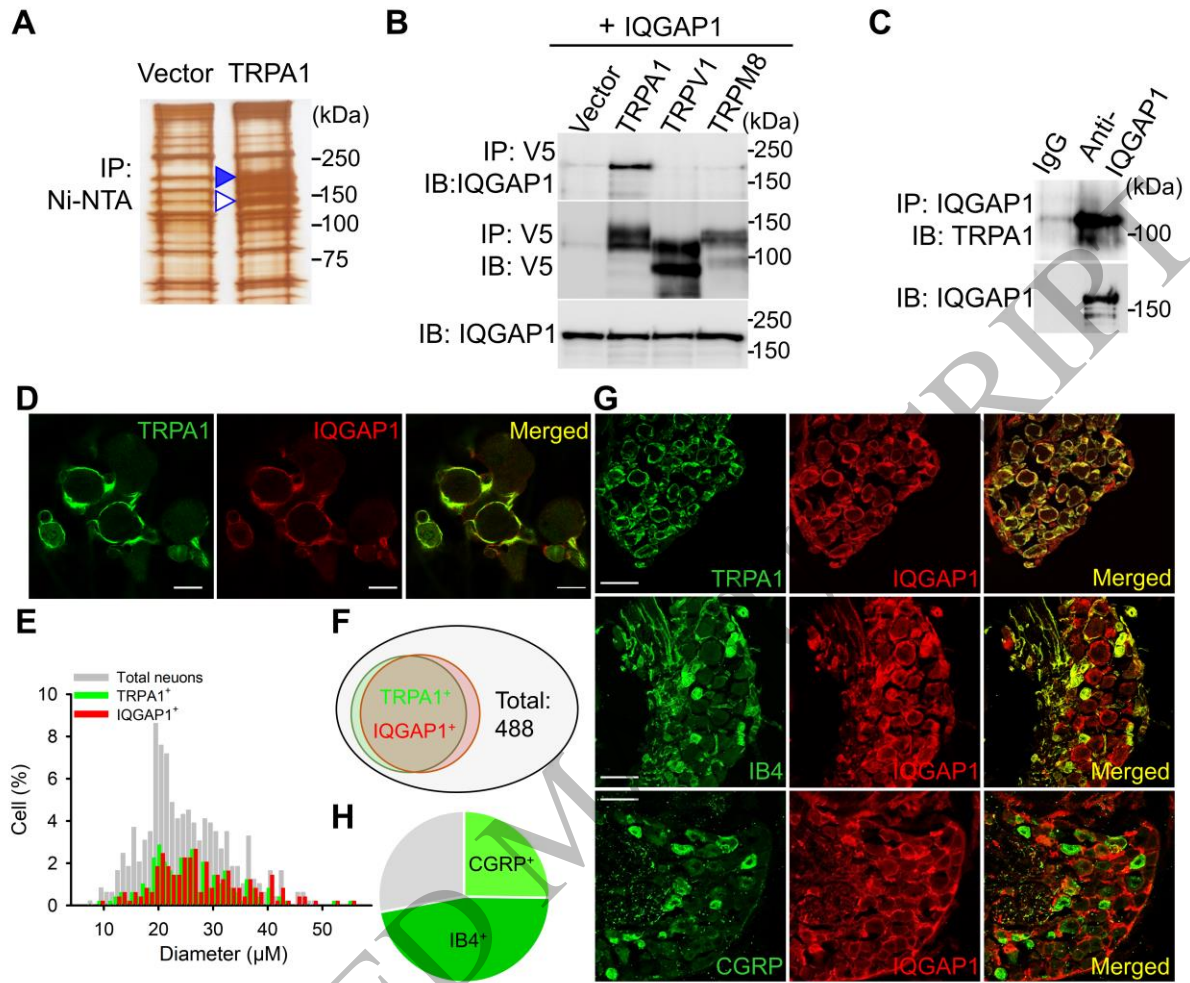 A
Vector TRPA1
(kDa)
IP:
Ni-NTA
-250
-150
-100
-75
B
+ IQGAP1
Vector
TRPA1
TRPV1
TRPM8
(kDa)
IP: V5
IB:IQGAP1
-250
-150
IP: V5
IB: V5
-150
-100
IB: IQGAP1
-250
-150
C
IgG
Anti-
IQGAP1
(kDa)
IP: IQGAP1
IB: TRPA1
-100
IB: IQGAP1
-150
D
TRPA1
IQGAP1
Merged
E
Total neurons
TRPA1+
IQGAP1+
Cell (%)
10
8
6
4
2
0
10 20 30 40 50
Diameter (µM)
F
TRPA1+
IQGAP1+
Total:
488
H
CGRP+
IB4+
G
TRPA1
IQGAP1
Merged
IB4
IQGAP1
Merged
CGRP
IQGAP1
Merged